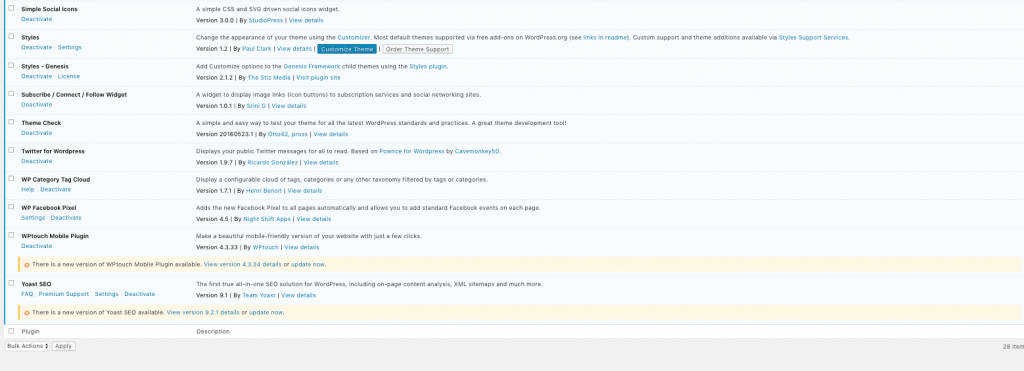 Simple Social Icons A simple CSS and SVG driven social icons widget.
Deactivate Version 3.0.0 | By StudioPress | View details
Styles Change the appearance of your theme using the Customizer. Most default themes supported via free add-ons on WordPress.org (see links in readme). Custom support and theme additions available via Styles Support Services.
Deactivate | Settings Version 1.2 | By Paul Clark | View details | Customize Theme | Order Theme Support
Styles - Genesis Add Customize options to the Genesis Framework child themes using the Styles plugin.
Deactivate | License Version 2.1.2 | By The Stiz Media | Visit plugin site
Subscribe / Connect / Follow Widget A widget to display image links (icon buttons) to subscription services and social networking sites.
Deactivate Version 1.0.1 | By Srini G | View details
Theme Check A simple and easy way to test your theme for all the latest WordPress standards and practices. A great theme development tool!
Deactivate Version 20160523.1 | By Otto42, pross | View details
Twitter for Wordpress Displays your public Twitter messages for all to read. Based on Pownce for Wordpress by Cavemonkey50.
Deactivate Version 1.9.7 | By Ricardo González | View details
WP Category Tag Cloud Display a configurable cloud of tags, categories or any other taxonomy filtered by tags or categories.
Help | Deactivate Version 1.7.1 | By Henri Benoit | View details
WP Facebook Pixel Adds the new Facebook Pixel to all pages automatically and allows you to add standard Facebook events on each page.
Settings | Deactivate Version 4.5 | By Night Shift Apps | View details
WPtouch Mobile Plugin Make a beautiful mobile-friendly version of your website with just a few clicks.
Deactivate Version 4.3.33 | By WPtouch | View details
There is a new version of WPtouch Mobile Plugin available. View version 4.3.34 details or update now.
Yoast SEO The first true all-in-one SEO solution for WordPress, including on-page content analysis, XML sitemaps and much more.
FAQ | Premium Support | Settings | Deactivate Version 9.1 | By Team Yoast | View details
There is a new version of Yoast SEO available. View version 9.2.1 details or update now.
Plugin Description
Bulk Actions Apply 28 item